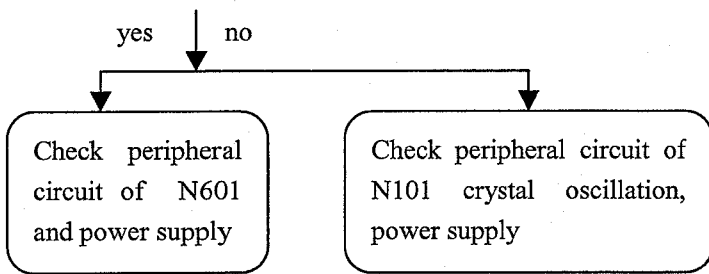 yes no
Check peripheral
circuit of N601
and power supply
Check peripheral circuit of
N101 crystal oscillation,
power supply